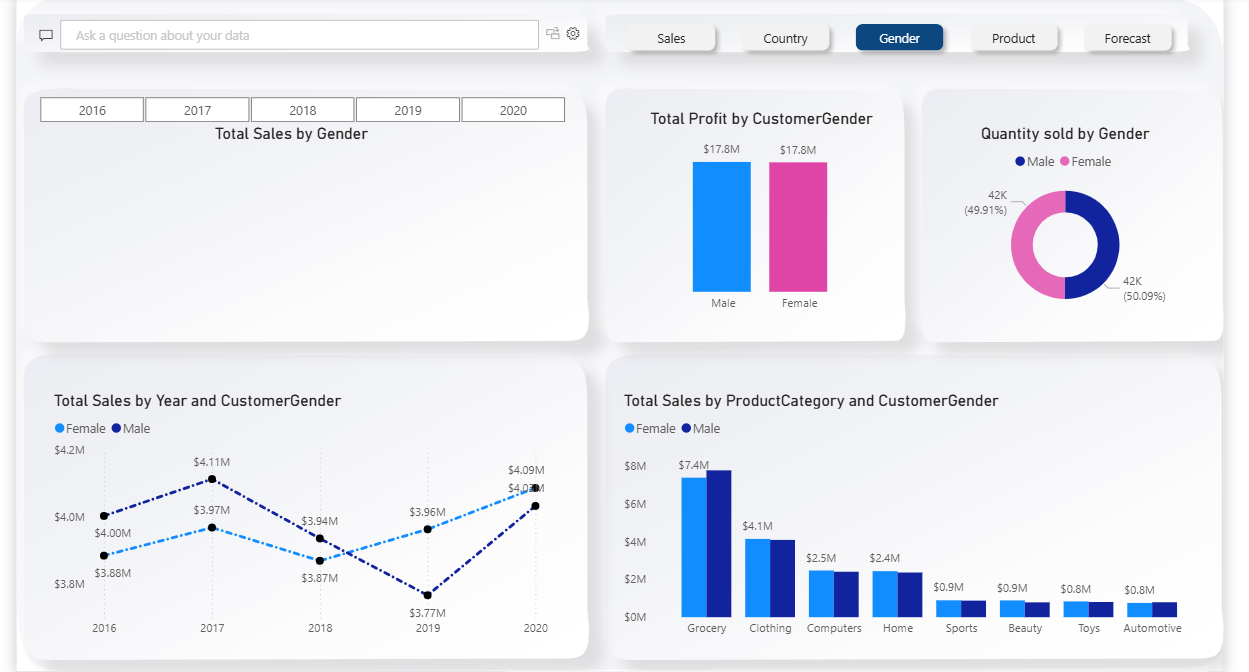 Ask a question about your data
Sales
Country
Gender
Product
Forecast
2016
2017
2018
2019
2020
Total Sales by Gender
Total Profit by CustomerGender
$17.8M
$17.8M
Male
Female
Quantity sold by Gender
Male
Female
42K
(49.91%)
42K
(50.09%)
Total Sales by Year and CustomerGender
Female
Male
$4.2M
$4.0M
$3.8M
$4.00M
$3.88M
$4.11M
$3.97M
$3.94M
$3.87M
$3.96M
$3.77M
$4.09M
2016
2017
2018
2019
2020
Total Sales by ProductCategory and CustomerGender
Female
Male
$8M
$6M
$4M
$2M
$0M
$7.4M
$4.1M
$2.5M
$2.4M
$0.9M
$0.9M
$0.8M
$0.8M
Grocery
Clothing
Computers
Home
Sports
Beauty
Toys
Automotive